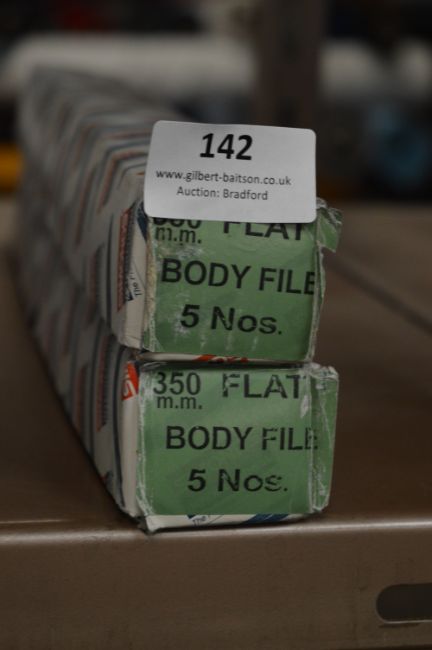 142
www.gilbert-baitson.co.uk
Auction: Bradford
350 FLAT
m.m.
BODY FILE
5 Nos.
350 FLAT
m.m.
BODY FILE
5 Nos.